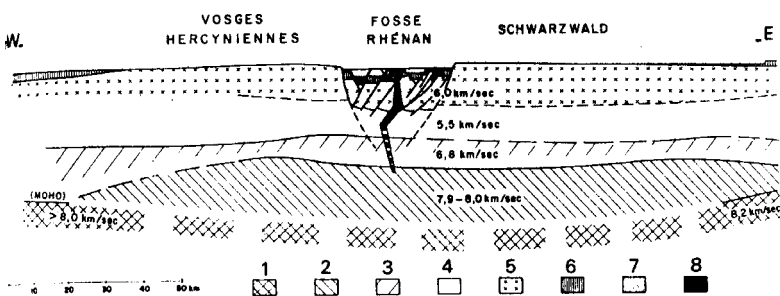 VOSGES HERCYNIENNES
FOSSE RHÉNAN
SCHWARZWALD
W.
E
6,0 km/sec
5,5 km/sec
6,8 km/sec
7,9-8,0 km/sec
(MOHO)
>8,0 km/sec
8,2 km/sec
1 2 3 4 5 6 7 8
10 20 30 40 50 km